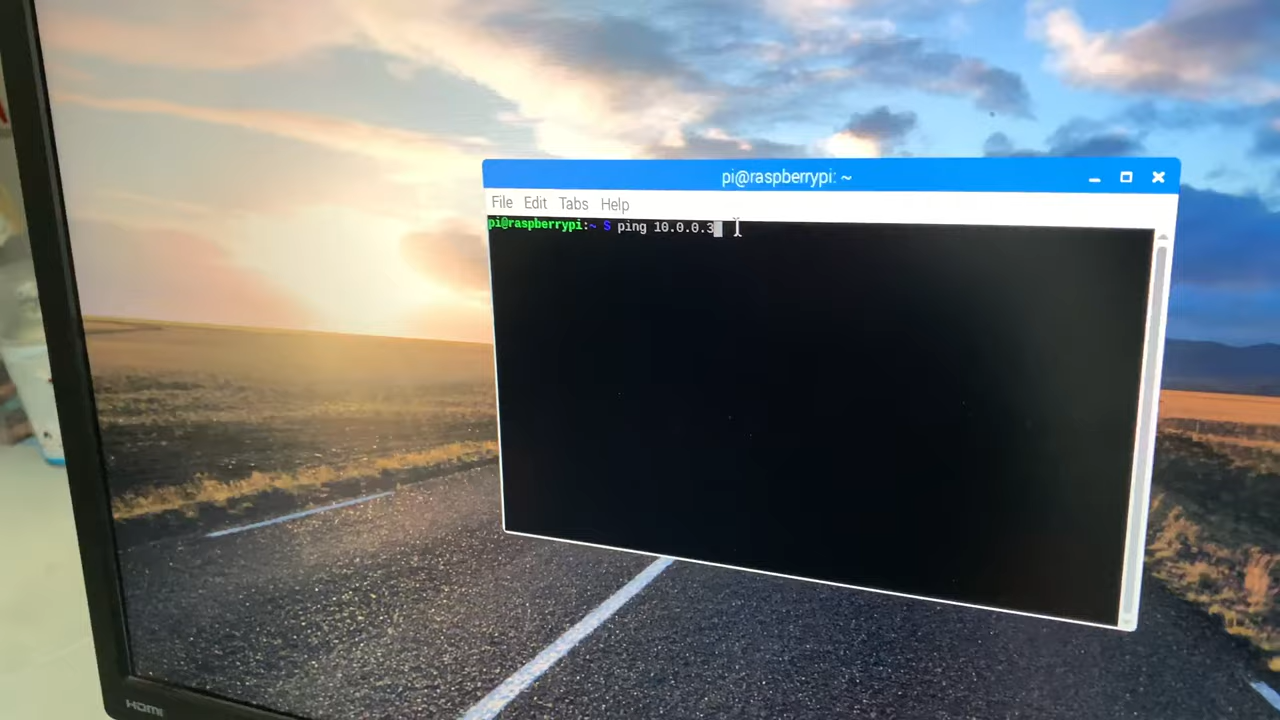 pi@raspberrypi: ~
File Edit Tabs Help
pi@raspberrypi:~ $ ping 10.0.0.3
HDMI